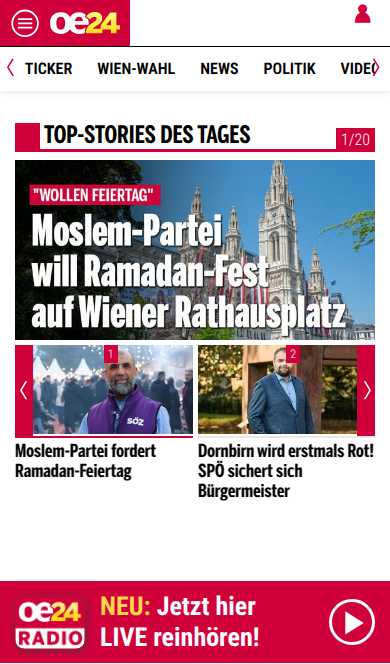 oe24
TICKER WIEN-WAHL NEWS POLITIK VIDEO
TOP-STORIES DES TAGES
1/20
"WOLLEN FEIERTAG"
Moslem-Partei
will Ramadan-Fest
auf Wiener Rathausplatz
1
2
SÖZ
Moslem-Partei fordert
Ramadan-Feiertag
Dornbirn wird erstmals Rot!
SPÖ sichert sich
Bürgermeister
oe24
RADIO
NEU: Jetzt hier
LIVE reinhören!